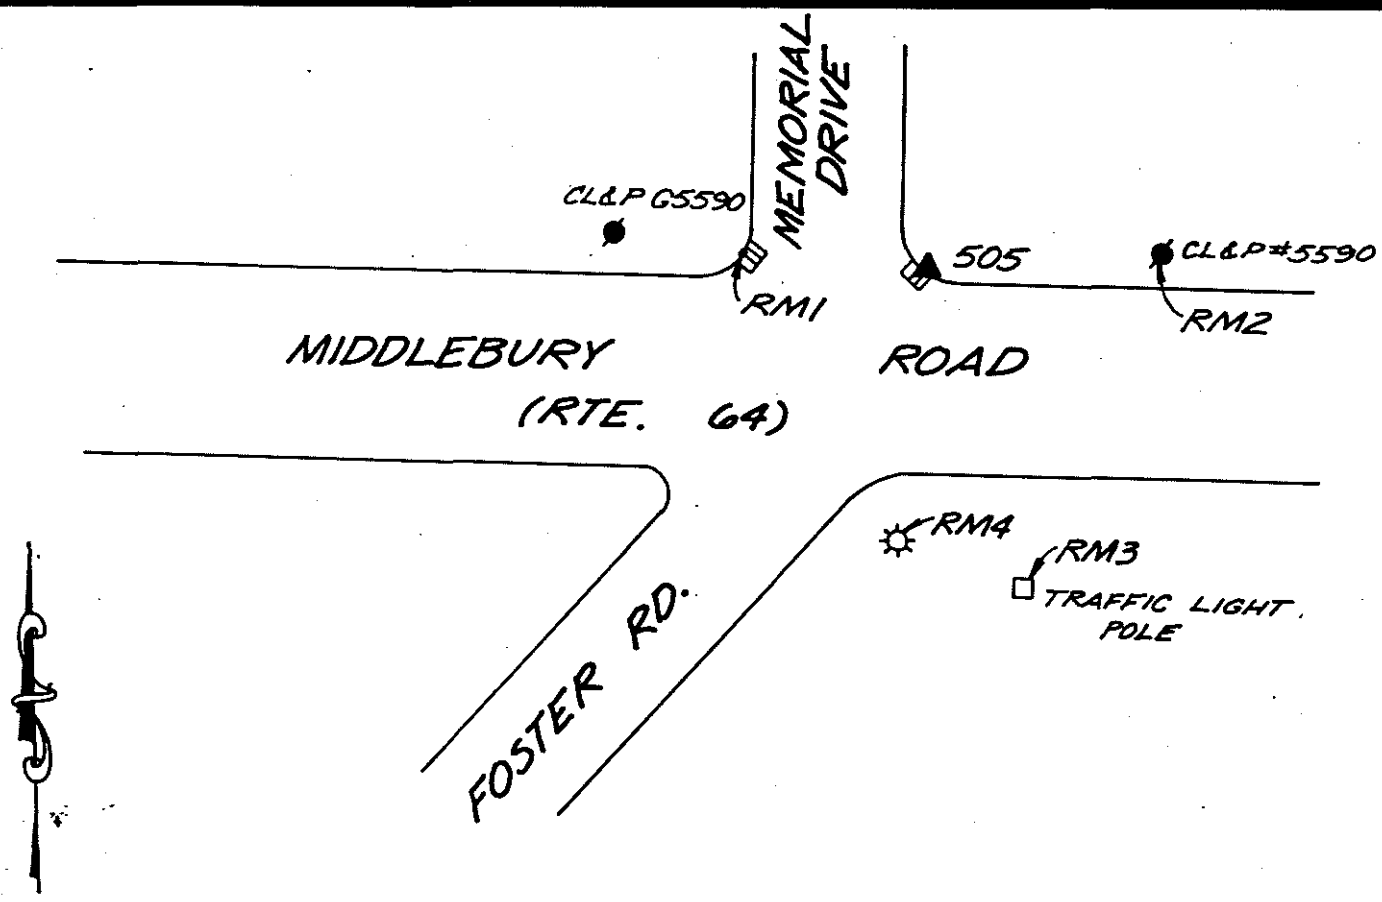 MEMORIAL
DRIVE
CL&P G5590
505
CL&P #5590
RM1
RM2
MIDDLEBURY ROAD
(RTE. 64)
RM4
RM3
TRAFFIC LIGHT
POLE
FOSTER RD.